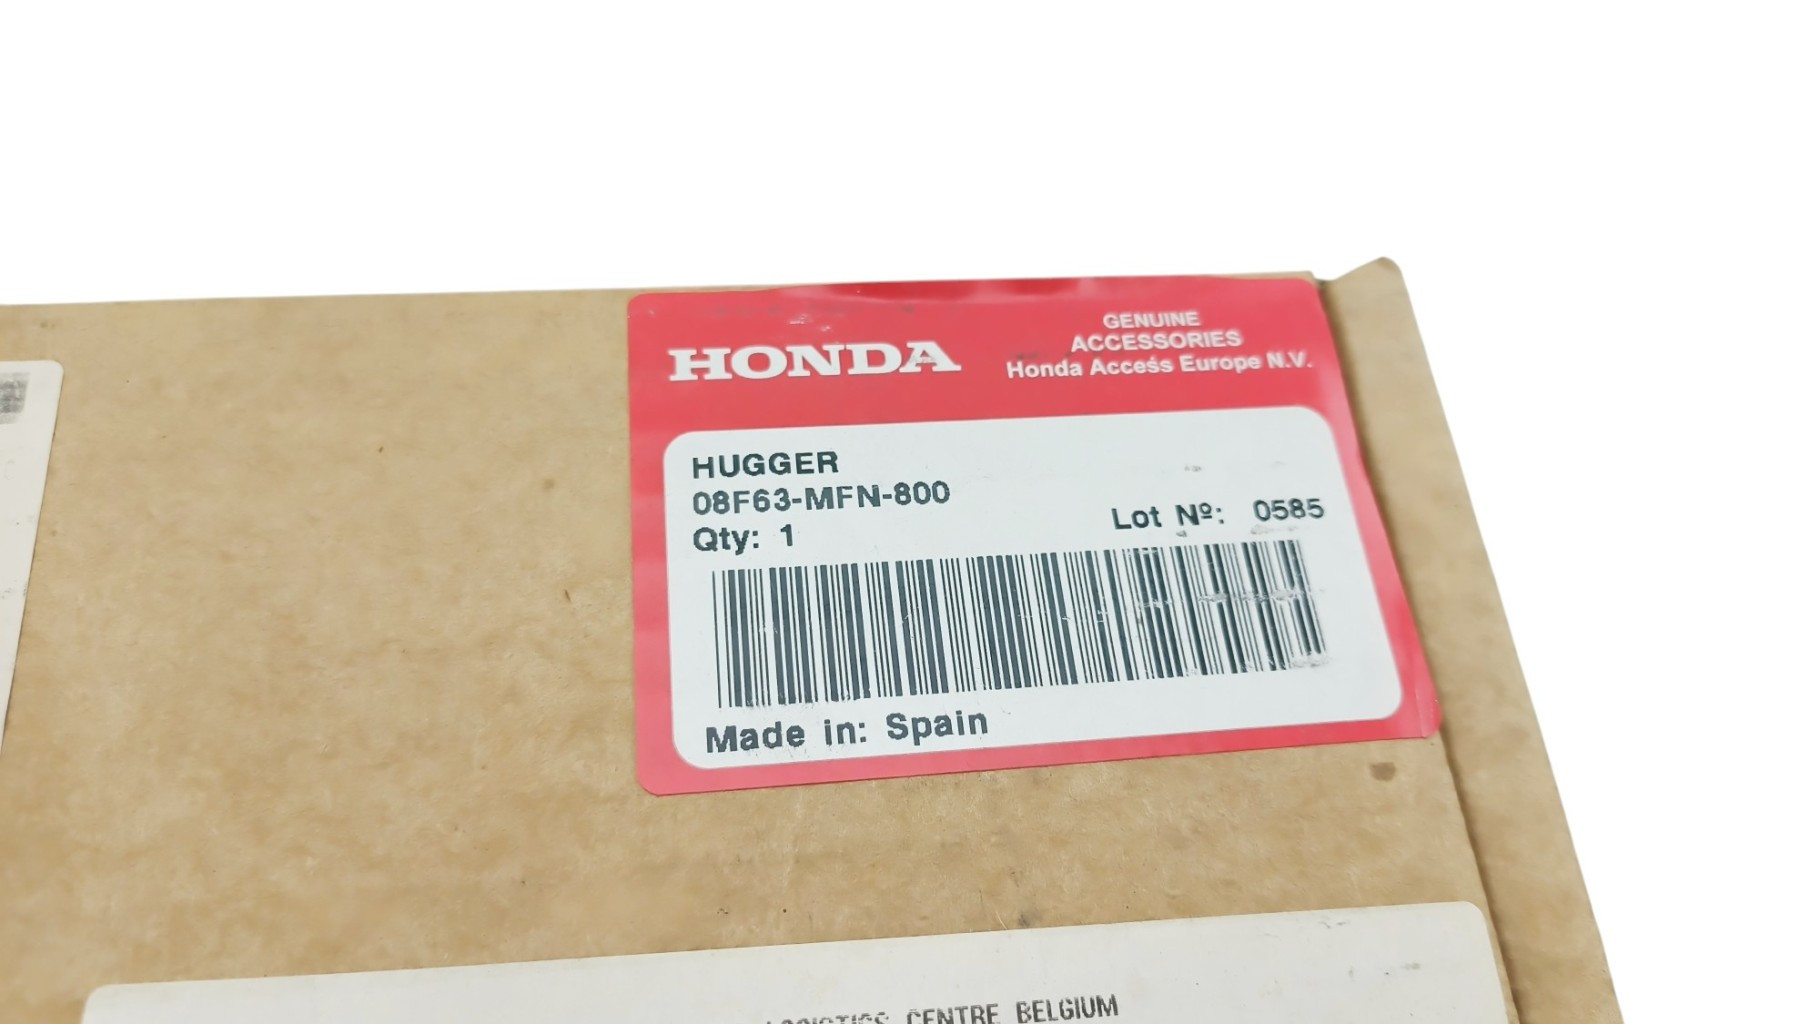 HONDA
GENUINE
ACCESSORIES
Honda Access Europe N.V.
HUGGER
08F63-MFN-800
Qty: 1
Lot Nº: 0585
Made in: Spain
CENTRE BELGIUM